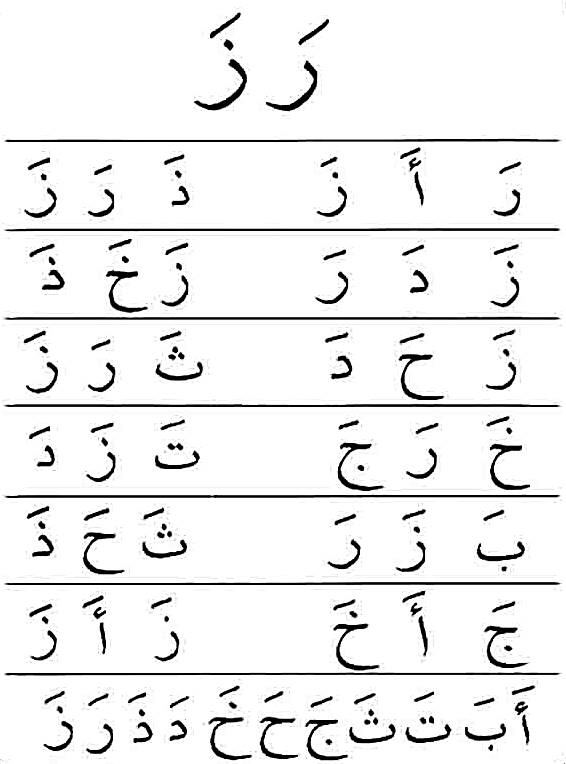 رَ زَ
رَ أَ زَ ذَ رَ زَ
زَ دَ رَ زَ خَ ذَ
زَ حَ دَ ثَ رَ زَ
خَ رَ جَ تَ زَ دَ
بَ زَ رَ ثَ حَ ذَ
جَ أَ خَ زَ أَ زَ
أَ بَ تَ ثَ جَ حَ خَ دَ ذَ رَ زَ